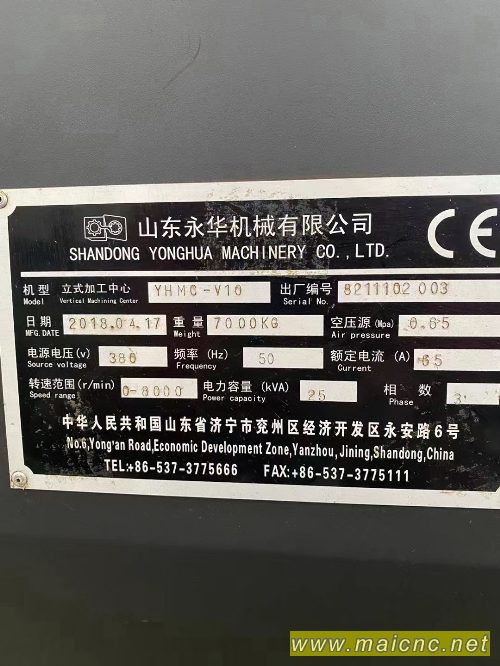 山东永华机械有限公司
SHANDONG YONGHUA MACHINERY CO.,LTD.
CE
机型 立式加工中心 YHMC-V10 出厂编号 8211102003
Model Vertical Machining Center Serial No.
日期 2018.04.17 重量 7000KG 空压源(Mpa) 0.65
MFG.DATE Weight Air pressure
电源电压(v) 380 频率(Hz) 50 额定电流(A) 65
Source voltage Frequency Current
转速范围(r/min) 0-8000 电力容量(kVA) 25 相数 3
Speed range Power capacity Phase
中华人民共和国山东省济宁市兖州区经济开发区永安路6号
No.6,Yong'an Road,Economic Development Zone,Yanzhou,Jining,Shandong,China
TEL:+86-537-3775666 FAX:+86-537-3775111
www.maicnc.net